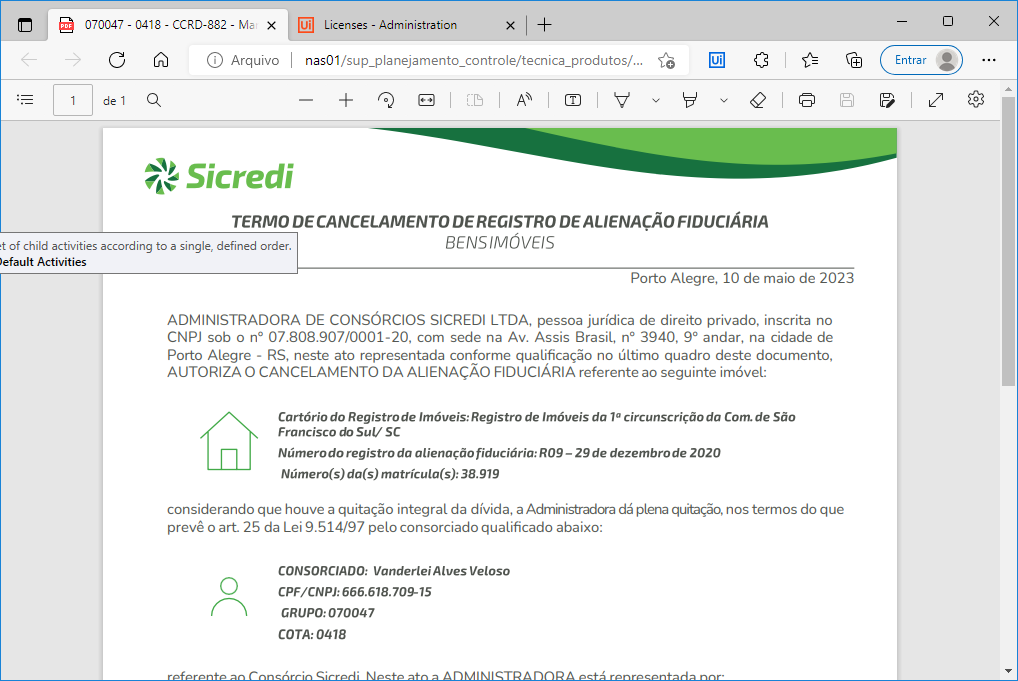 070047 - 0418 - CCRD-882 - Ma
Licenses - Administration
Arquivo
nas01/sup_planejamento_controle/tecnica_produtos/...
Entrar
1 de 1
Sicredi
TERMO DE CANCELAMENTO DE REGISTRO DE ALIENAÇÃO FIDUCIÁRIA
BENS IMÓVEIS
et of child activities according to a single, defined order.
Default Activities
Porto Alegre, 10 de maio de 2023
ADMINISTRADORA DE CONSÓRCIOS SICREDI LTDA, pessoa jurídica de direito privado, inscrita no
CNPJ sob o nº 07.808.907/0001-20, com sede na Av. Assis Brasil, nº 3940, 9º andar, na cidade de
Porto Alegre - RS, neste ato representada conforme qualificação no último quadro deste documento,
AUTORIZA O CANCELAMENTO DA ALIENAÇÃO FIDUCIÁRIA referente ao seguinte imóvel:
Cartório do Registro de Imóveis: Registro de Imóveis da 1ª circunscrição da Com. de São
Francisco do Sul/ SC
Número do registro da alienação fiduciária: R09 – 29 de dezembro de 2020
Número(s) da(s) matrícula(s): 38.919
considerando que houve a quitação integral da dívida, a Administradora dá plena quitação, nos termos do que
prevê o art. 25 da Lei 9.514/97 pelo consorciado qualificado abaixo:
CONSORCIADO: Vanderlei Alves Veloso
CPF/CNPJ: 666.618.709-15
GRUPO: 070047
COTA: 0418
referente ao Consórcio Sicredi. Neste ato a ADMINISTRADORA está representada por: